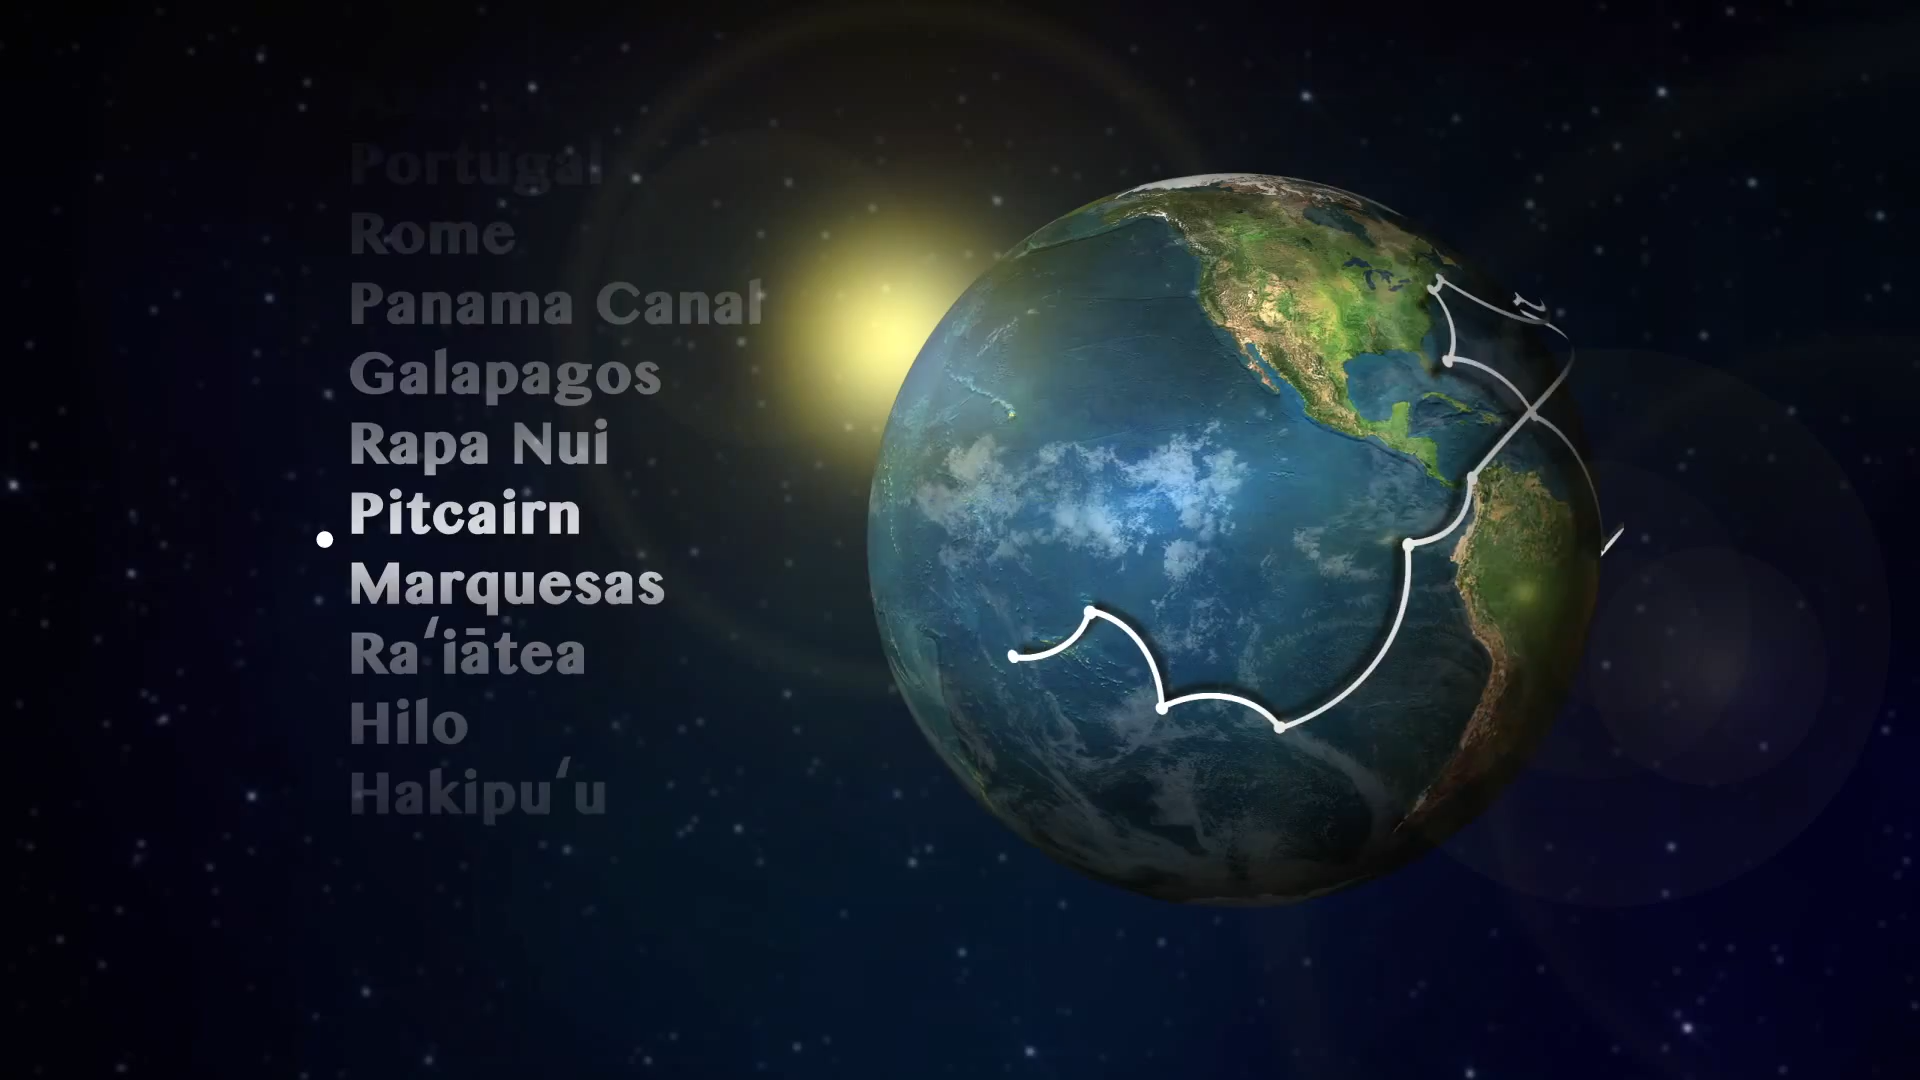 Portugal
Rome
Panama Canal
Galapagos
Rapa Nui
Pitcairn
Marquesas
Raʻiātea
Hilo
Hakipuʻu